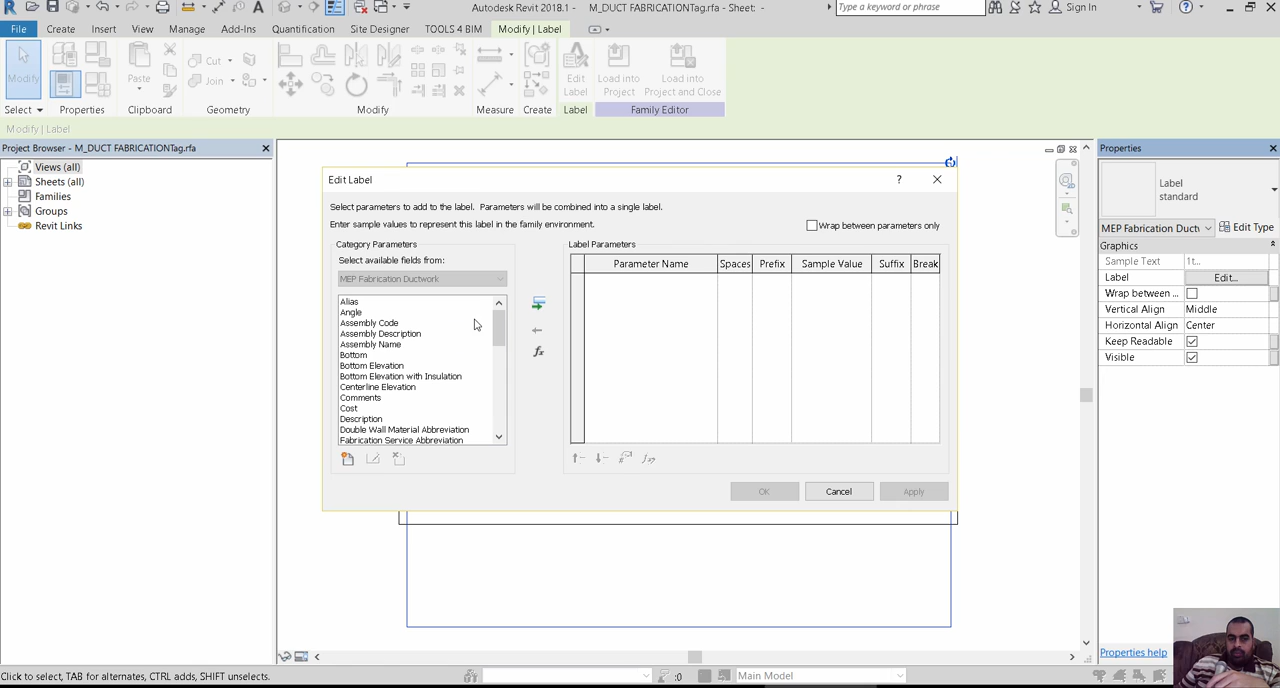 Autodesk Revit 2018.1 - M_DUCT FABRICATIONTag.rfa - Sheet: -
Type a keyword or phrase
Sign In
File Create Insert View Manage Add-Ins Quantification Site Designer TOOLS 4 BIM Modify | Label
Modify
Paste
Cut
Join
Edit Label
Load into Project
Load into Project and Close
Select Properties Clipboard Geometry Modify Measure Create Label Family Editor
Modify | Label
Project Browser - M_DUCT FABRICATIONTag.rfa
Views (all)
Sheets (all)
Families
Groups
Revit Links
Edit Label
Select parameters to add to the label. Parameters will be combined into a single label.
Enter sample values to represent this label in the family environment.
Wrap between parameters only
Category Parameters
Select available fields from:
MEP Fabrication Ductwork
Alias
Angle
Assembly Code
Assembly Description
Assembly Name
Bottom
Bottom Elevation
Bottom Elevation with Insulation
Centerline Elevation
Comments
Cost
Description
Double Wall Material Abbreviation
Fabrication Service Abbreviation
Label Parameters
Parameter Name Spaces Prefix Sample Value Suffix Break
OK Cancel Apply
Properties
Label
standard
MEP Fabrication Duct
Edit Type
Graphics
Sample Text 1t...
Label Edit...
Wrap between ...
Vertical Align Middle
Horizontal Align Center
Keep Readable
Visible
Properties help
Click to select, TAB for alternates, CTRL adds, SHIFT unselects.
:0
Main Model